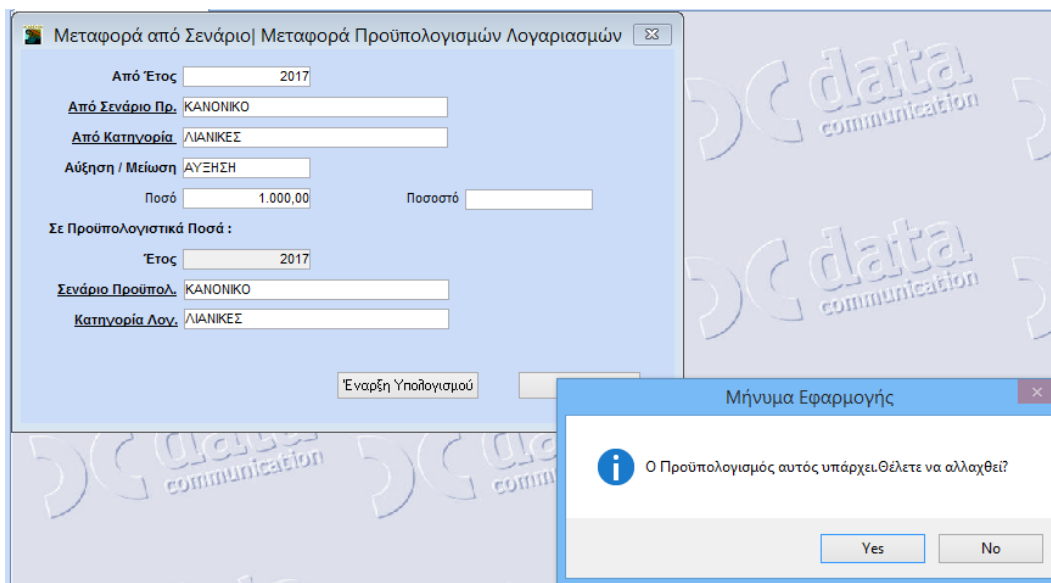 Μεταφορά από Σενάριο| Μεταφορά Προϋπολογισμών Λογαριασμών
Από Έτος 2017
Από Σενάριο Πρ. ΚΑΝΟΝΙΚΟ
Από Κατηγορία ΛΙΑΝΙΚΕΣ
Αύξηση / Μείωση ΑΥΞΗΣΗ
Ποσό 1.000,00 Ποσοστό
Σε Προϋπολογιστικά Ποσά :
Έτος 2017
Σενάριο Προϋπολ. ΚΑΝΟΝΙΚΟ
Κατηγορία Λογ. ΛΙΑΝΙΚΕΣ
Έναρξη Υπολογισμού
Μήνυμα Εφαρμογής
Ο Προϋπολογισμός αυτός υπάρχει.Θέλετε να αλλαχθεί?
Yes No
data
communication
data
communication
data
communication